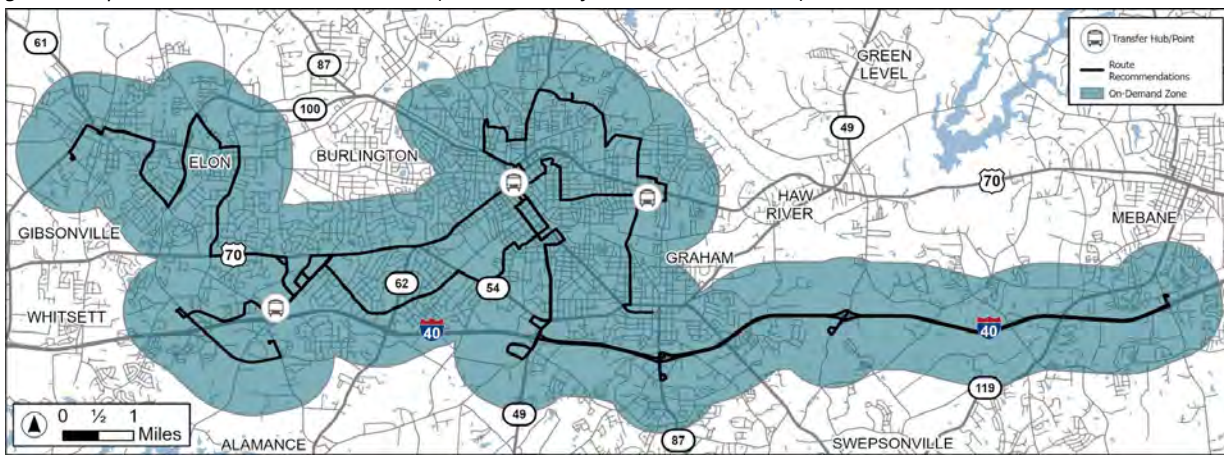 61
87
100
ELON
BURLINGTON
GREEN
LEVEL
49
70
HAW
RIVER
MEBANE
GIBSONVILLE
70
GRAHAM
62
54
WHITSETT
40
40
119
49
87
ALAMANCE
SWEPSONVILLE
0 ½ 1
Miles
Transfer Hub/Point
Route
Recommendations
On-Demand Zone